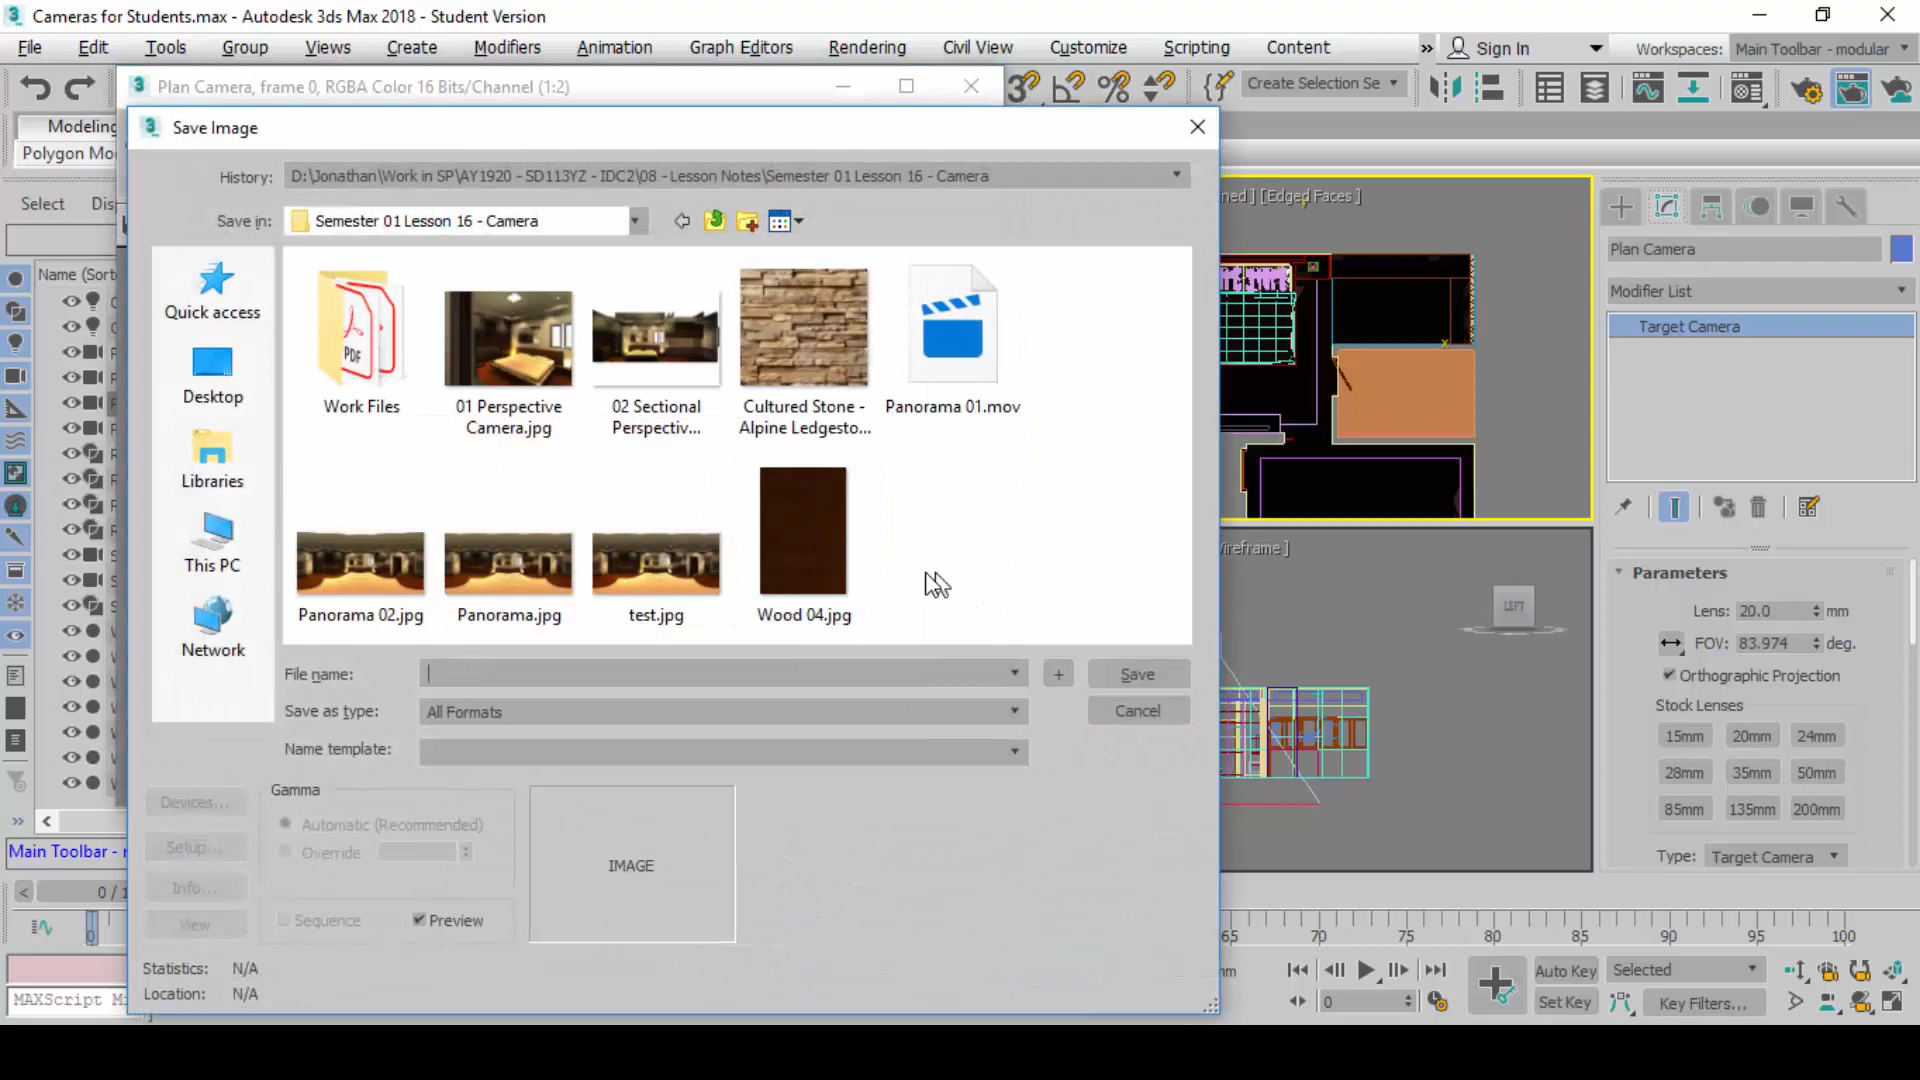 Cameras for Students.max - Autodesk 3ds Max 2018 - Student Version
File Edit Tools Group Views Create Modifiers Animation Graph Editors Rendering Civil View Customize Scripting Content
Sign In Workspaces: Main Toolbar - modular
Plan Camera, frame 0, RGBA Color 16 Bits/Channel (1:2)
Create Selection Se
Modeling
Polygon Mo
Save Image
History: D:\Jonathan\Work in SP\AY1920 - SD113YZ - IDC2\08 - Lesson Notes\Semester 01 Lesson 16 - Camera
Save in: Semester 01 Lesson 16 - Camera
Select
Name (Sort
Quick access
Desktop
Libraries
This PC
Network
PDF
Work Files
01 Perspective Camera.jpg
02 Sectional Perspectiv...
Cultured Stone - Alpine Ledgesto...
Panorama 01.mov
Panorama 02.jpg
Panorama.jpg
test.jpg
Wood 04.jpg
File name:
Save
Save as type: All Formats
Cancel
Name template:
Devices...
Setup...
Info...
View
Gamma
Automatic (Recommended)
Override
Sequence
Preview
IMAGE
Statistics: N/A
Location: N/A
[Edged Faces ]
LEFT
Plan Camera
Modifier List
Target Camera
Parameters
Lens: 20.0 mm
FOV: 83.974 deg.
Orthographic Projection
Stock Lenses
15mm 20mm 24mm
28mm 35mm 50mm
85mm 135mm 200mm
Type: Target Camera
0 / 1
0
65 70 75 80 85 90 95 100
MAXScript Mi
0
Auto Key Selected
Set Key Key Filters...